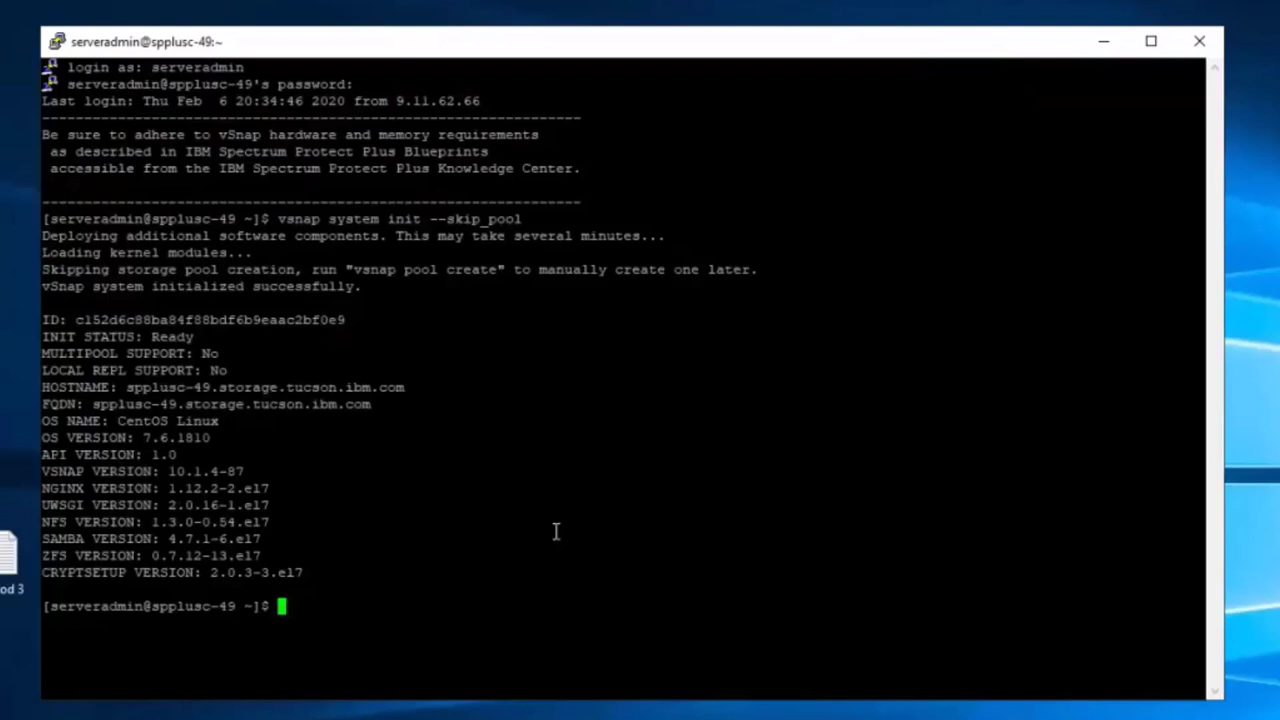 serveradmin@spplusc-49:~
login as: serveradmin
serveradmin@spplusc-49's password:
Last login: Thu Feb  6 20:34:46 2020 from 9.11.62.66
----------------------------------------------------------------
Be sure to adhere to vSnap hardware and memory requirements
as described in IBM Spectrum Protect Plus Blueprints
accessible from the IBM Spectrum Protect Plus Knowledge Center.
----------------------------------------------------------------
[serveradmin@spplusc-49 ~]$ vsnap system init --skip_pool
Deploying additional software components. This may take several minutes...
Loading kernel modules...
Skipping storage pool creation, run "vsnap pool create" to manually create one later.
vSnap system initialized successfully.
ID: c152d6c88ba84f88bdf6b9eaac2bf0e9
INIT STATUS: Ready
MULTIPOOL SUPPORT: No
LOCAL REPL SUPPORT: No
HOSTNAME: spplusc-49.storage.tucson.ibm.com
FQDN: spplusc-49.storage.tucson.ibm.com
OS NAME: CentOS Linux
OS VERSION: 7.6.1810
API VERSION: 1.0
VSNAP VERSION: 10.1.4-87
NGINX VERSION: 1.12.2-2.el7
UWSGI VERSION: 2.0.16-1.el7
NFS VERSION: 1.3.0-0.54.el7
SAMBA VERSION: 4.7.1-6.el7
ZFS VERSION: 0.7.12-13.el7
CRYPTSETUP VERSION: 2.0.3-3.el7
od 3
[serveradmin@spplusc-49 ~]$